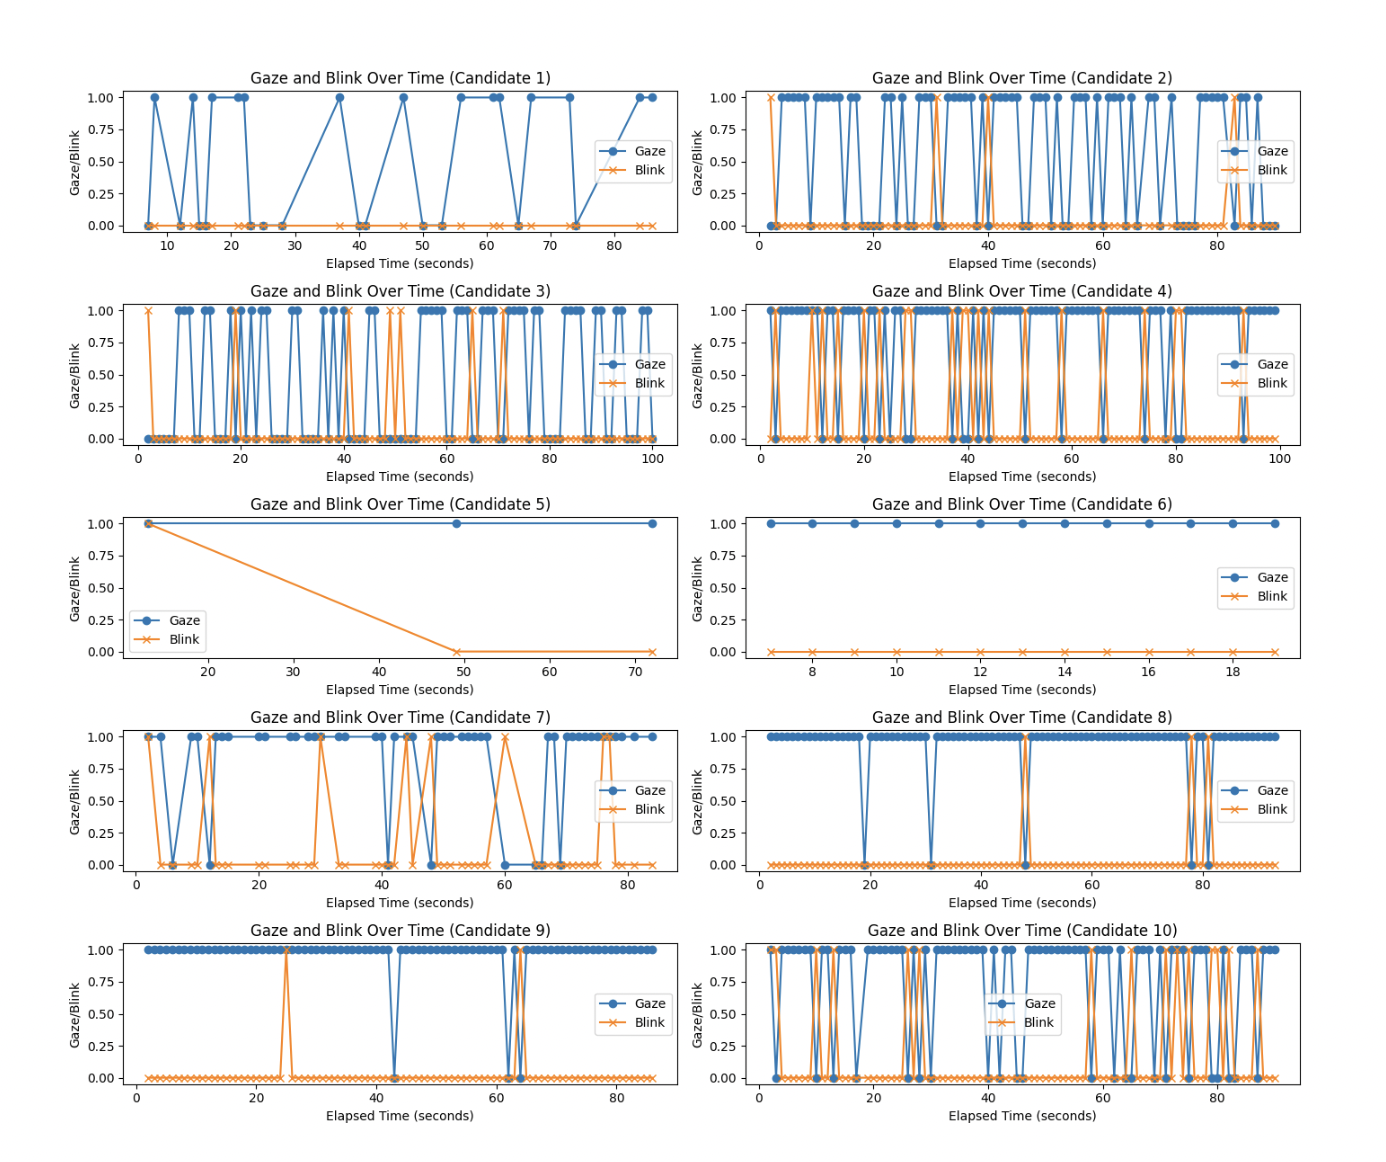 Gaze and Blink Over Time (Candidate 1)
1.00
0.75
0.50
0.25
0.00
Gaze/Blink
Gaze
Blink
10 20 30 40 50 60 70 80
Elapsed Time (seconds)
Gaze and Blink Over Time (Candidate 2)
1.00
0.75
0.50
0.25
0.00
Gaze/Blink
Gaze
Blink
0 20 40 60 80
Elapsed Time (seconds)
Gaze and Blink Over Time (Candidate 3)
1.00
0.75
0.50
0.25
0.00
Gaze/Blink
Gaze
Blink
0 20 40 60 80 100
Elapsed Time (seconds)
Gaze and Blink Over Time (Candidate 4)
1.00
0.75
0.50
0.25
0.00
Gaze/Blink
Gaze
Blink
0 20 40 60 80 100
Elapsed Time (seconds)
Gaze and Blink Over Time (Candidate 5)
1.00
0.75
0.50
0.25
0.00
Gaze/Blink
Gaze
Blink
20 30 40 50 60 70
Elapsed Time (seconds)
Gaze and Blink Over Time (Candidate 6)
1.00
0.75
0.50
0.25
0.00
Gaze/Blink
Gaze
Blink
8 10 12 14 16 18
Elapsed Time (seconds)
Gaze and Blink Over Time (Candidate 7)
1.00
0.75
0.50
0.25
0.00
Gaze/Blink
Gaze
Blink
0 20 40 60 80
Elapsed Time (seconds)
Gaze and Blink Over Time (Candidate 8)
1.00
0.75
0.50
0.25
0.00
Gaze/Blink
Gaze
Blink
0 20 40 60 80
Elapsed Time (seconds)
Gaze and Blink Over Time (Candidate 9)
1.00
0.75
0.50
0.25
0.00
Gaze/Blink
Gaze
Blink
0 20 40 60 80
Elapsed Time (seconds)
Gaze and Blink Over Time (Candidate 10)
1.00
0.75
0.50
0.25
0.00
Gaze/Blink
Gaze
Blink
0 20 40 60 80
Elapsed Time (seconds)